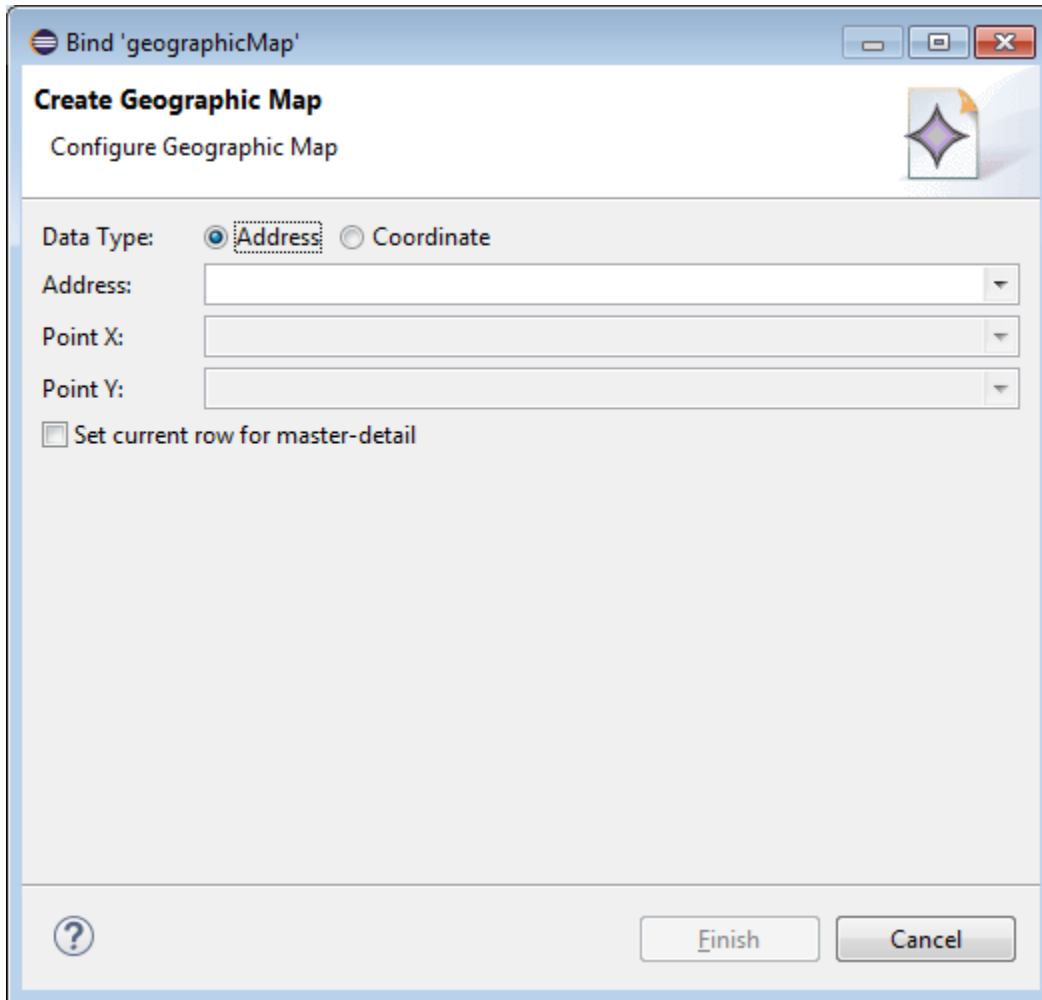 Bind 'geographicMap'
Create Geographic Map
Configure Geographic Map
Data Type: Address Coordinate
Address:
Point X:
Point Y:
Set current row for master-detail
? Finish Cancel